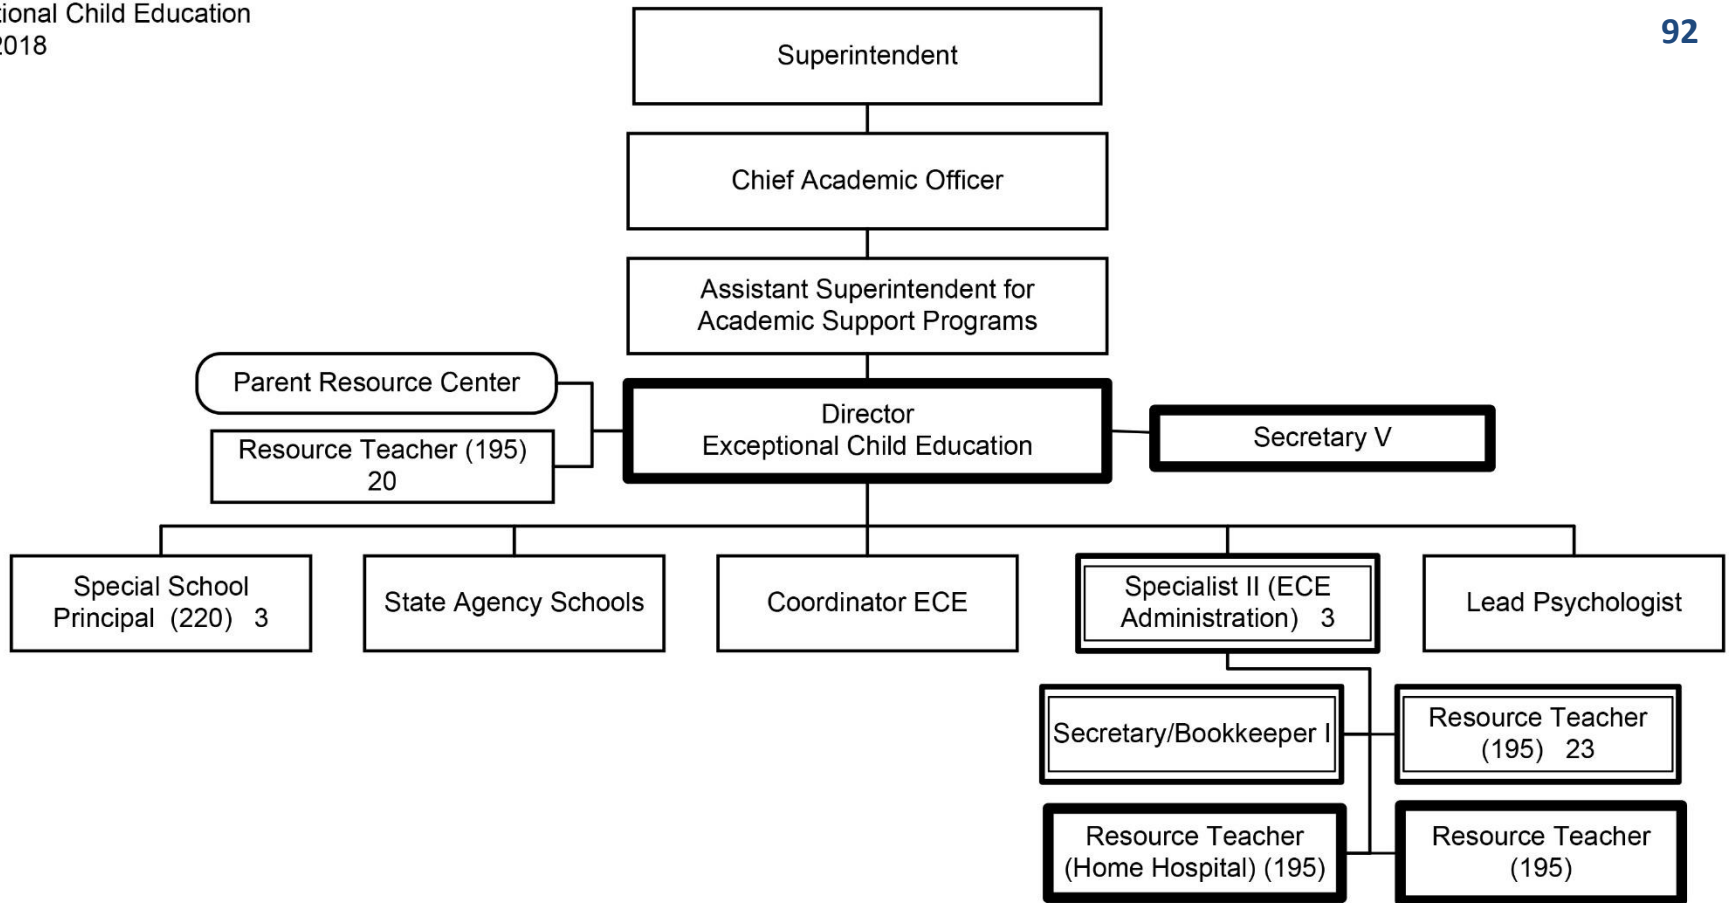 tional Child Education
2018
92
Superintendent
Chief Academic Officer
Assistant Superintendent for
Academic Support Programs
Parent Resource Center
Resource Teacher (195)
20
Director
Exceptional Child Education
Secretary V
Special School
Principal (220) 3
State Agency Schools
Coordinator ECE
Specialist II (ECE
Administration) 3
Lead Psychologist
Secretary/Bookkeeper I
Resource Teacher
(195) 23
Resource Teacher
(Home Hospital) (195)
Resource Teacher
(195)